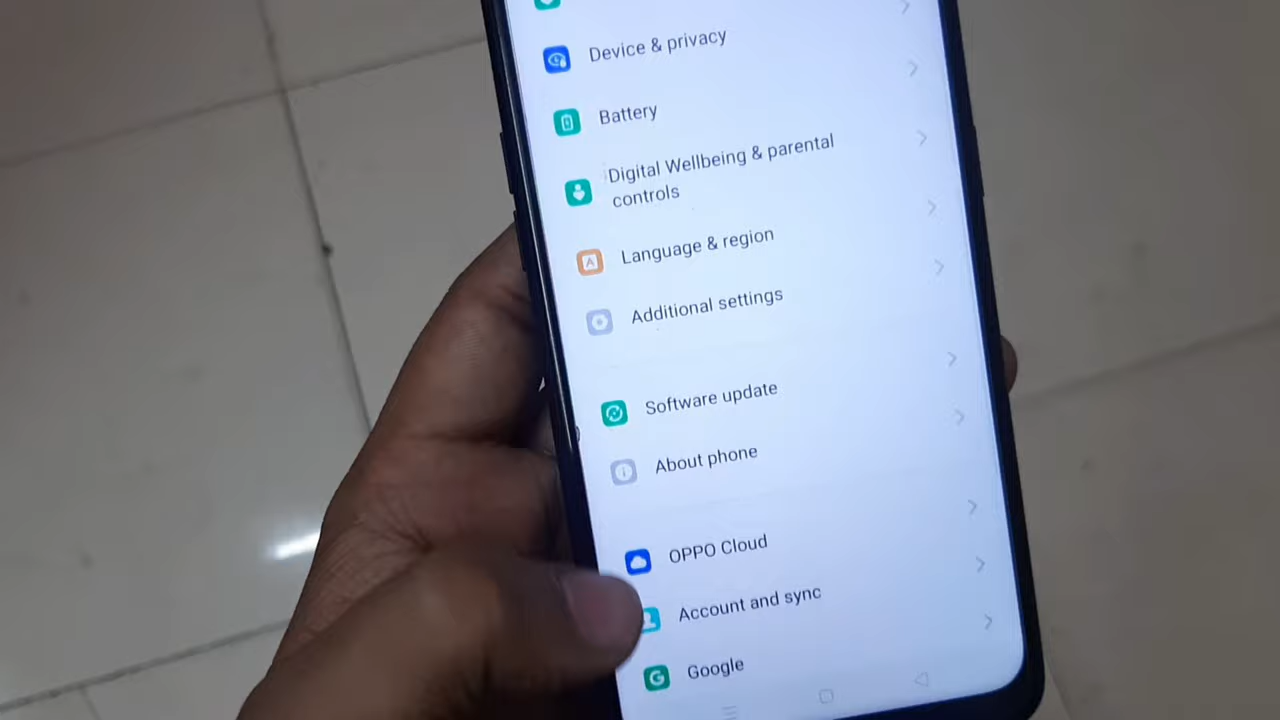 Device & privacy
Battery
Digital Wellbeing & parental
controls
Language & region
A
Additional settings
Software update
About phone
OPPO Cloud
Account and sync
Google
G